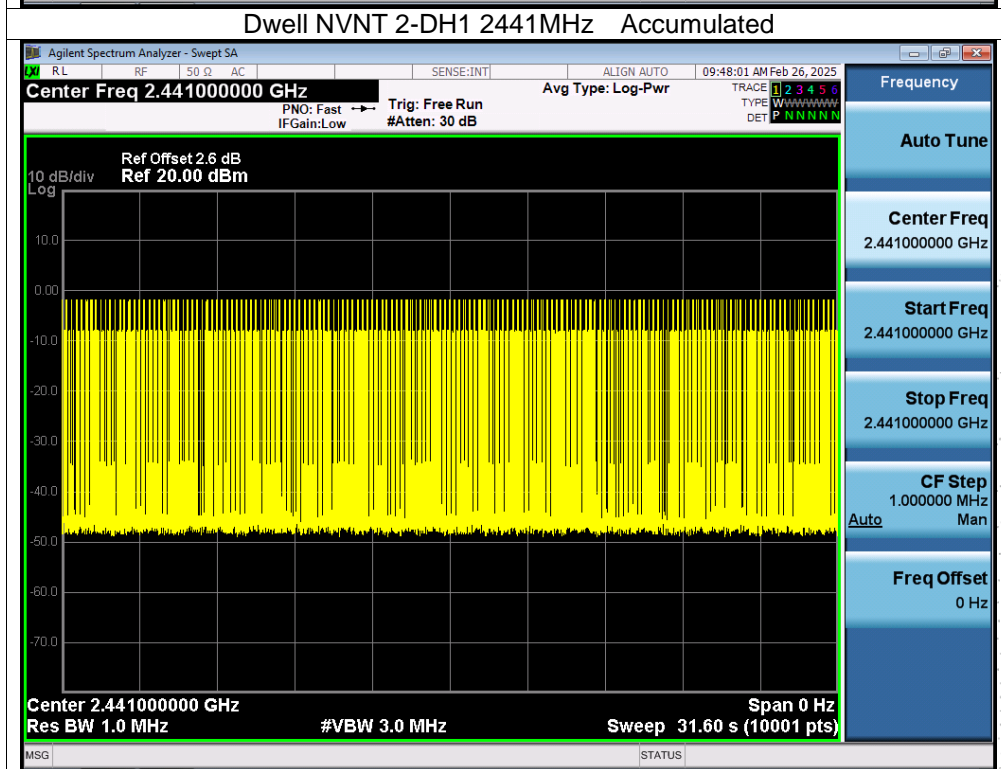 Dwell NVNT 2-DH1 2441MHz Accumulated
Agilent Spectrum Analyzer - Swept SA
LXI RL RF 50 Ω AC SENSE:INT ALIGN AUTO 09:48:01 AM Feb 26, 2025
Center Freq 2.441000000 GHz
PNO: Fast
IFGain:Low
Trig: Free Run
#Atten: 30 dB
Avg Type: Log-Pwr
TRACE 1 2 3 4 5 6
TYPE WWWWWWW
DET P N N N N N
Frequency
Auto Tune
Center Freq
2.441000000 GHz
Start Freq
2.441000000 GHz
Stop Freq
2.441000000 GHz
CF Step
1.000000 MHz
Auto Man
Freq Offset
0 Hz
Ref Offset 2.6 dB
10 dB/div Ref 20.00 dBm
Log
10.0
0.00
-10.0
-20.0
-30.0
-40.0
-50.0
-60.0
-70.0
Center 2.441000000 GHz Span 0 Hz
Res BW 1.0 MHz #VBW 3.0 MHz Sweep 31.60 s (10001 pts)
MSG STATUS